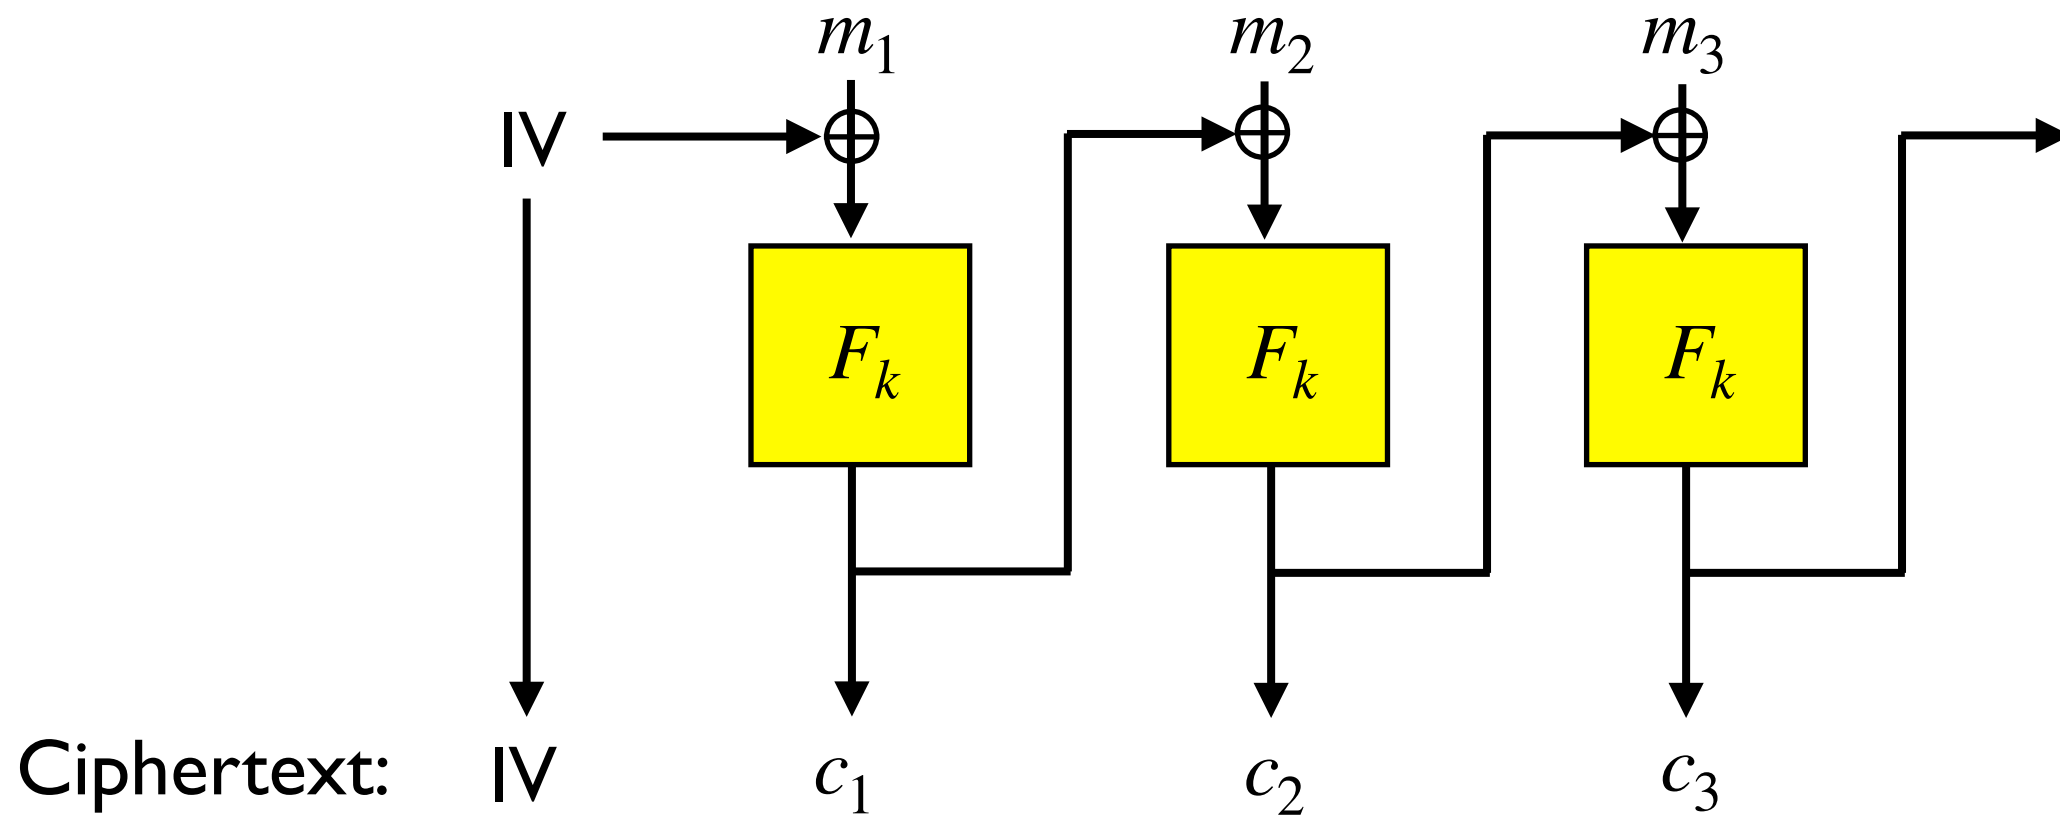 m₁ m₂ m₃
IV
Fₖ Fₖ Fₖ
Ciphertext: IV c₁ c₂ c₃